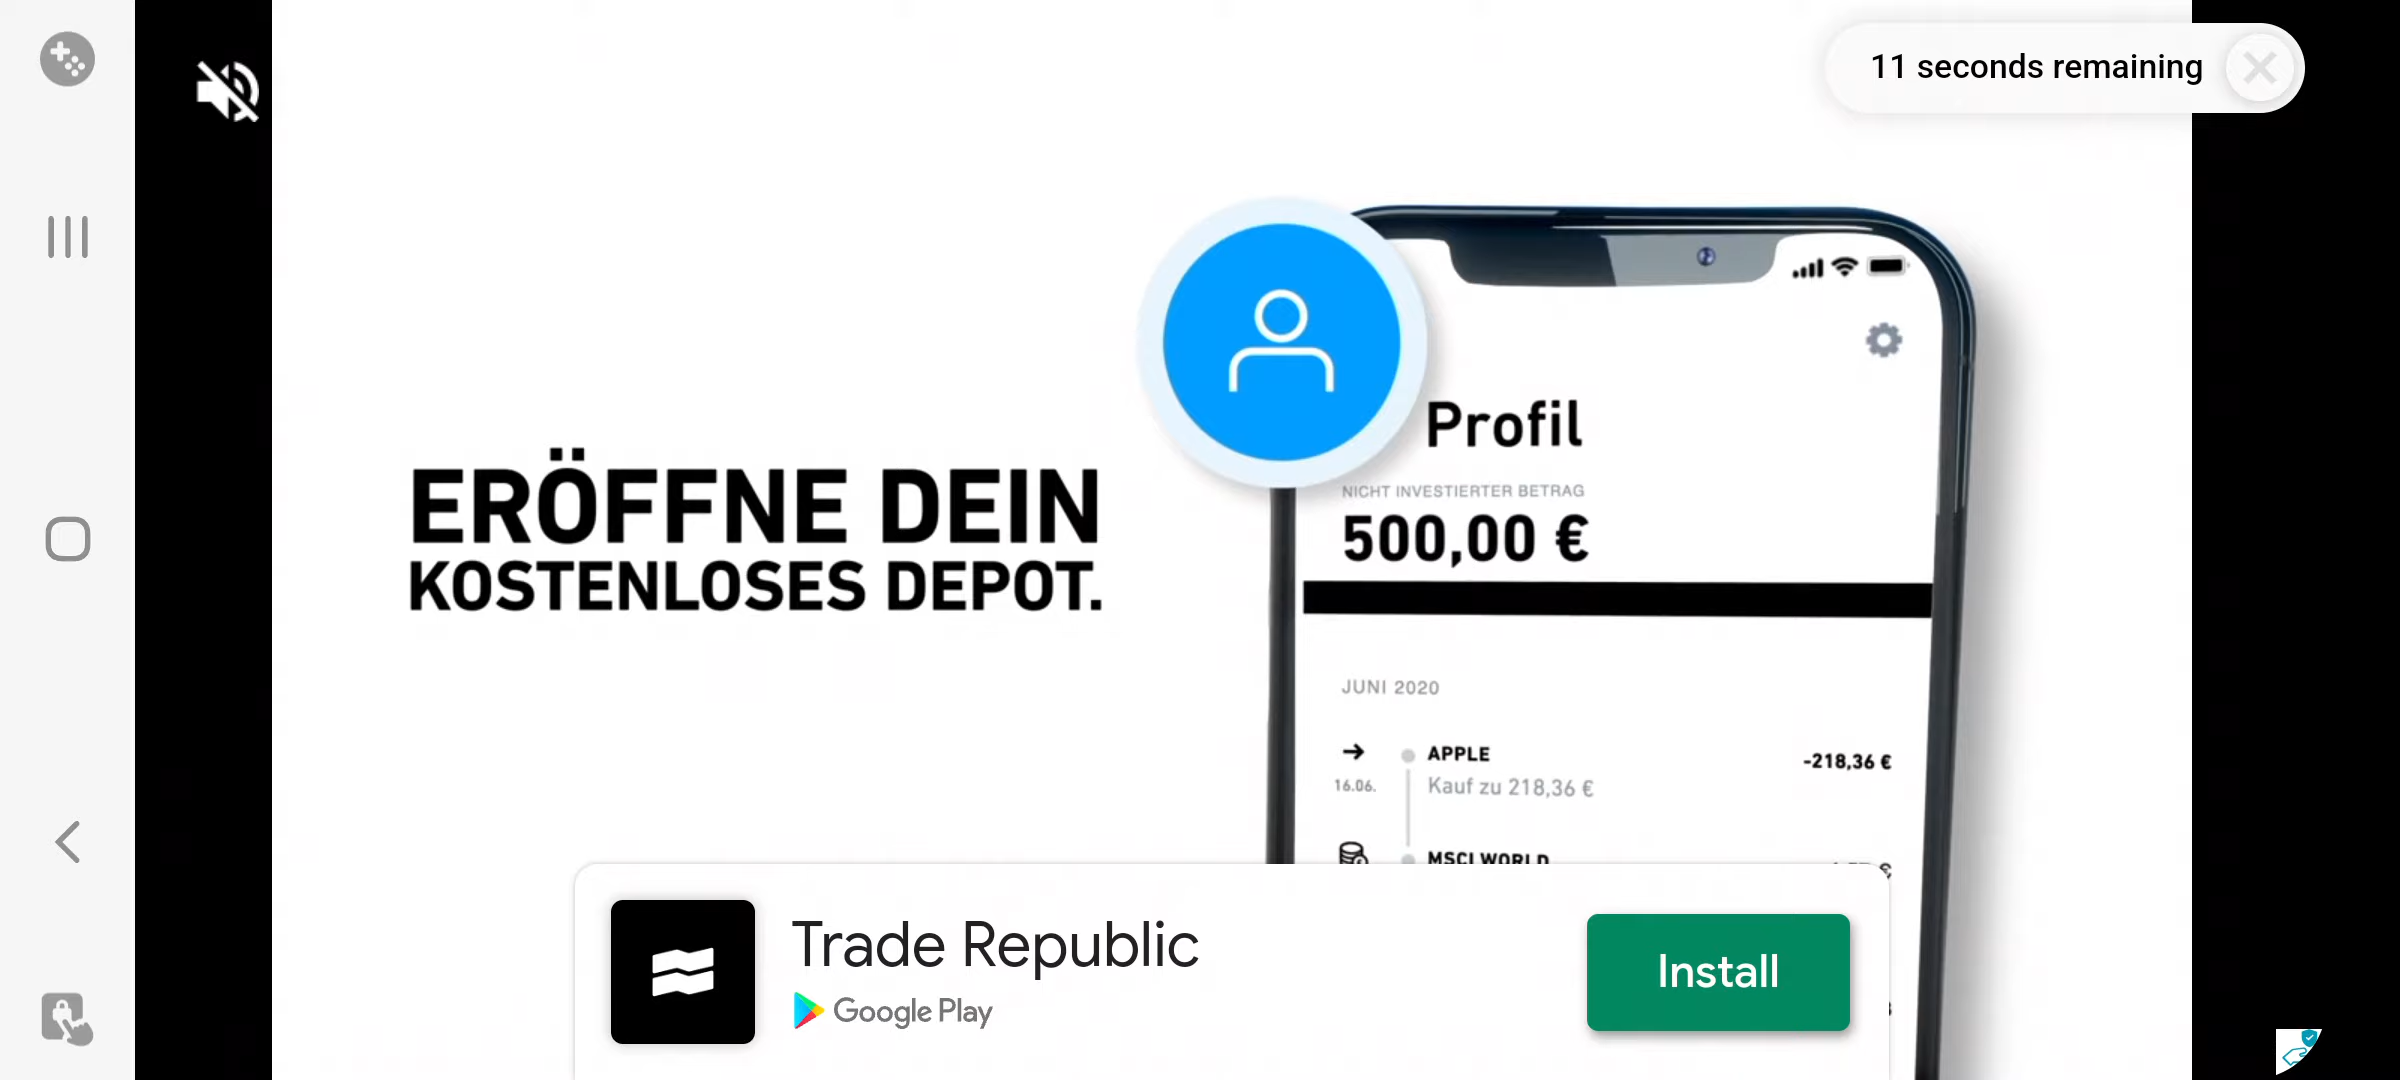 11 seconds remaining
ERÖFFNE DEIN
KOSTENLOSES DEPOT.
Profil
NICHT INVESTIERTER BETRAG
500,00 €
JUNI 2020
APPLE
-218,36 €
16.06.
Kauf zu 218,36 €
MSCI WORLD
€
Trade Republic
Google Play
Install